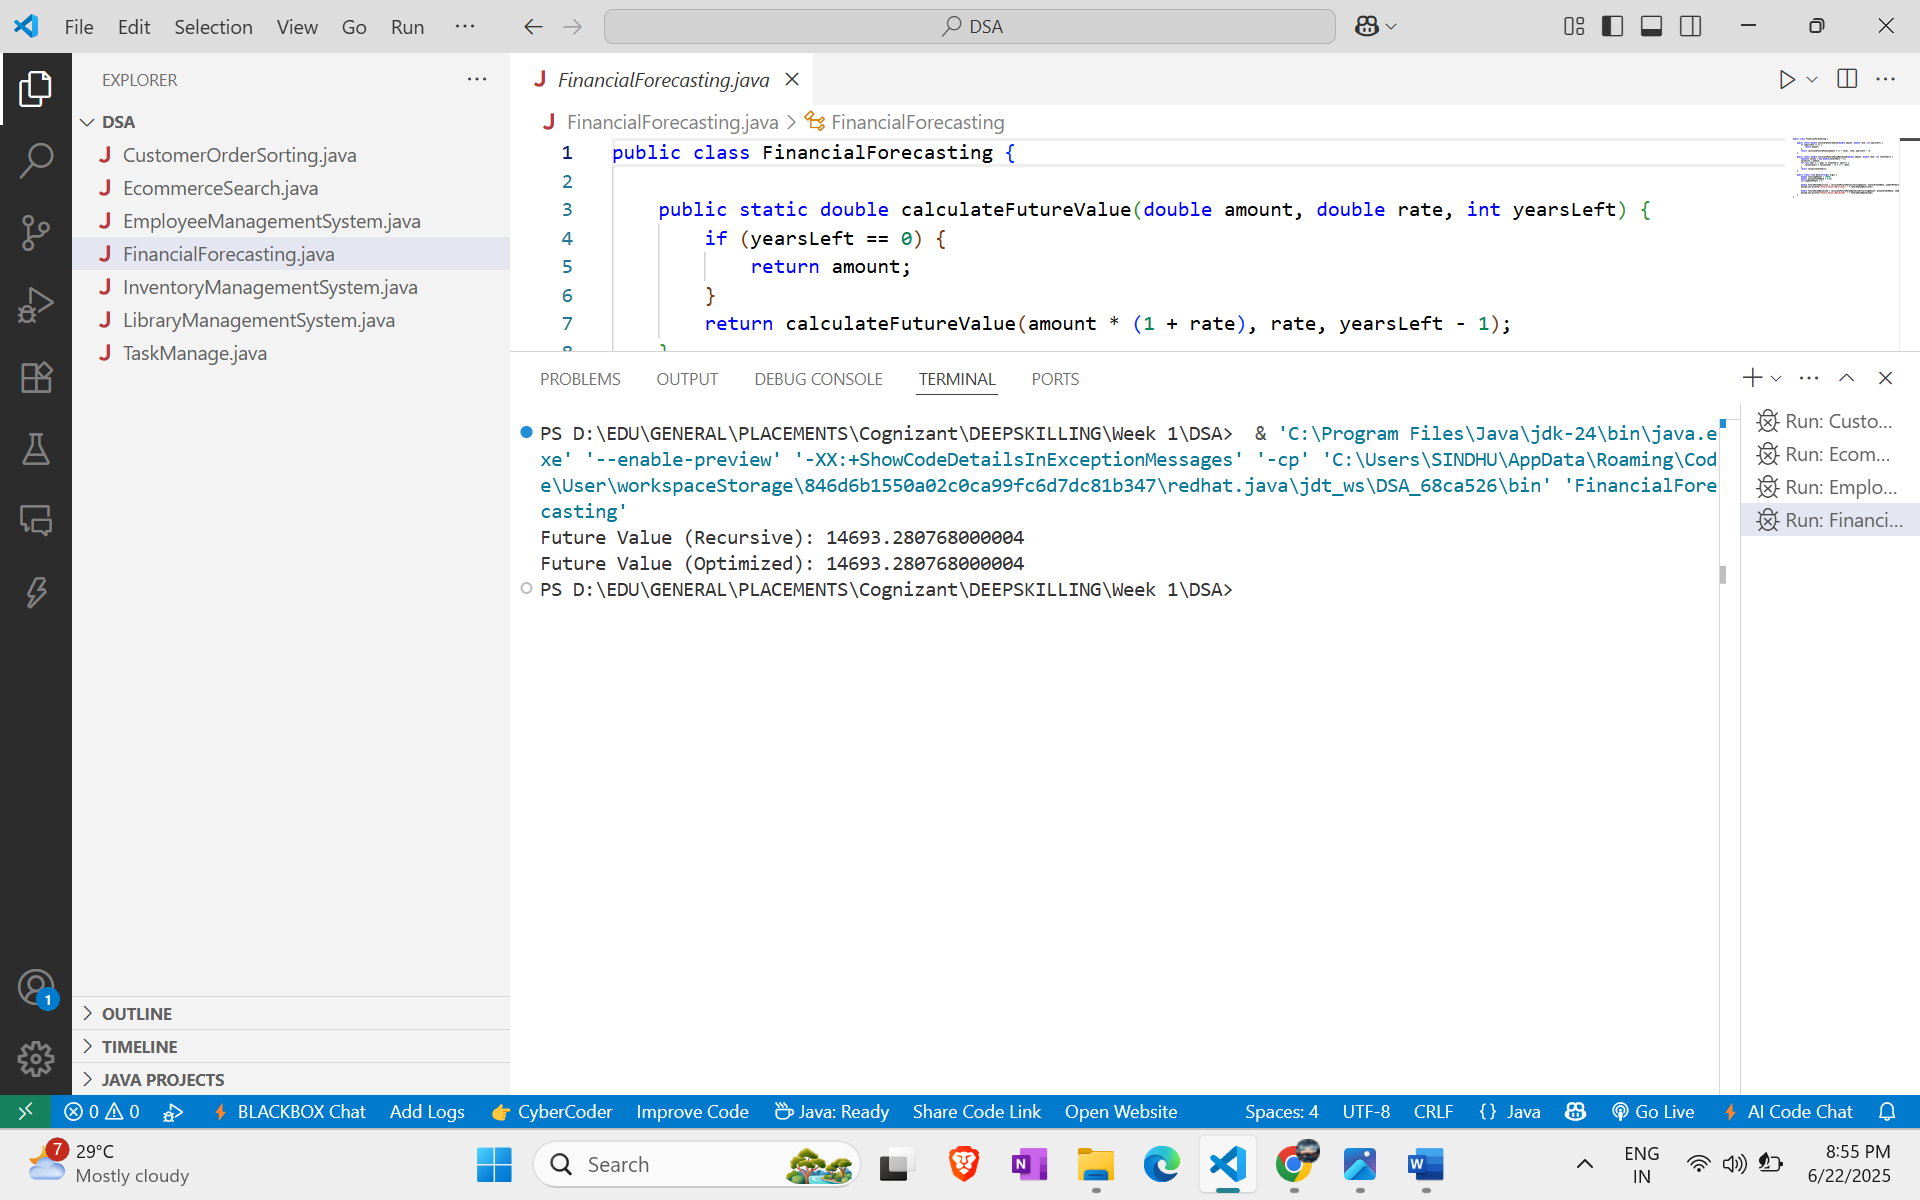 File Edit Selection View Go Run ···
DSA
EXPLORER
DSA
CustomerOrderSorting.java
EcommerceSearch.java
EmployeeManagementSystem.java
FinancialForecasting.java
InventoryManagementSystem.java
LibraryManagementSystem.java
TaskManage.java
OUTLINE
TIMELINE
JAVA PROJECTS
1
J FinancialForecasting.java
J FinancialForecasting.java > FinancialForecasting
1 public class FinancialForecasting {
2
3 public static double calculateFutureValue(double amount, double rate, int yearsLeft) {
4 if (yearsLeft == 0) {
5 return amount;
6 }
7 return calculateFutureValue(amount * (1 + rate), rate, yearsLeft - 1);
8 }
PROBLEMS OUTPUT DEBUG CONSOLE TERMINAL PORTS
PS D:\EDU\GENERAL\PLACEMENTS\Cognizant\DEEPSKILLING\Week 1\DSA>  & 'C:\Program Files\Java\jdk-24\bin\java.e
xe' '--enable-preview' '-XX:+ShowCodeDetailsInExceptionMessages' '-cp' 'C:\Users\SINDHU\AppData\Roaming\Cod
e\User\workspaceStorage\846d6b1550a02c0ca99fc6d7dc81b347\redhat.java\jdt_ws\DSA_68ca526\bin' 'FinancialFore
casting'
Future Value (Recursive): 14693.280768000004
Future Value (Optimized): 14693.280768000004
PS D:\EDU\GENERAL\PLACEMENTS\Cognizant\DEEPSKILLING\Week 1\DSA>
Run: Custo...
Run: Ecom...
Run: Emplo...
Run: Financi...
0 0 BLACKBOX Chat Add Logs CyberCoder Improve Code Java: Ready Share Code Link Open Website Spaces: 4 UTF-8 CRLF {} Java Go Live AI Code Chat
7
29°C
Mostly cloudy
Search
ENG
IN
8:55 PM
6/22/2025